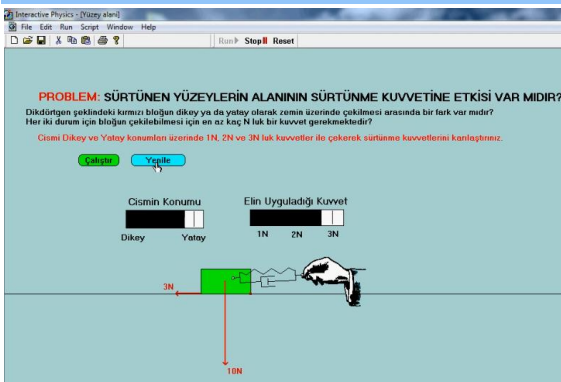 Interactive Physics - [Yüzey alani]
File Edit Run Script Window Help
Run Stop Reset
PROBLEM: SÜRTÜNEN YÜZEYLERİN ALANININ SÜRTÜNME KUVVETİNE ETKİSİ VAR MIDIR?
Dikdörtgen şeklindeki kırmızı bloğun dikey ya da yatay olarak zemin üzerinde çekilmesi arasında bir fark var mıdır?
Her iki durum için bloğun çekilebilmesi için en az kaç N luk bir kuvvet gerekmektedir?
Cismi Dikey ve Yatay konumları üzerinde 1N, 2N ve 3N luk kuvvetler ile çekerek sürtünme kuvvetlerini karılaştırınız.
Çalıştır Yenile
Cismin Konumu Elin Uyguladığı Kuvvet
Dikey Yatay 1N 2N 3N
3N
10N